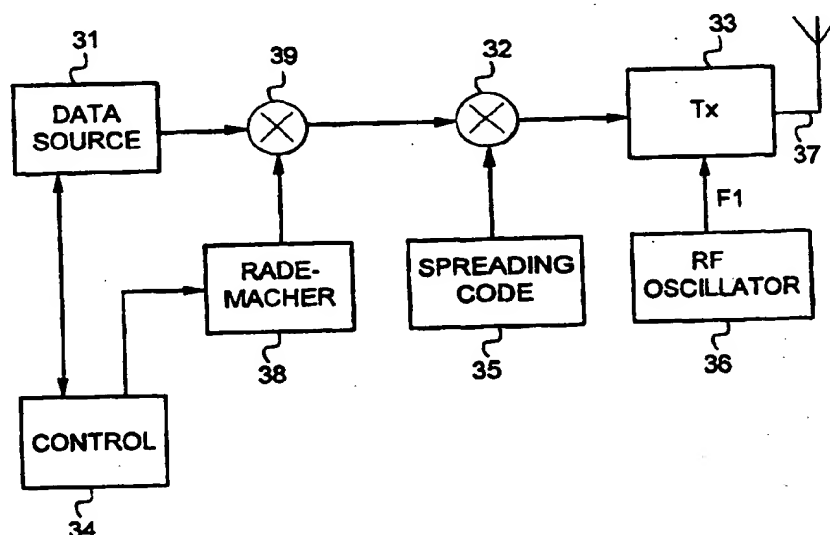 31
39
32
33
DATA
SOURCE
Tx
37
F1
RADE-
MACHER
SPREADING
CODE
RF
OSCILLATOR
38
35
36
CONTROL
34